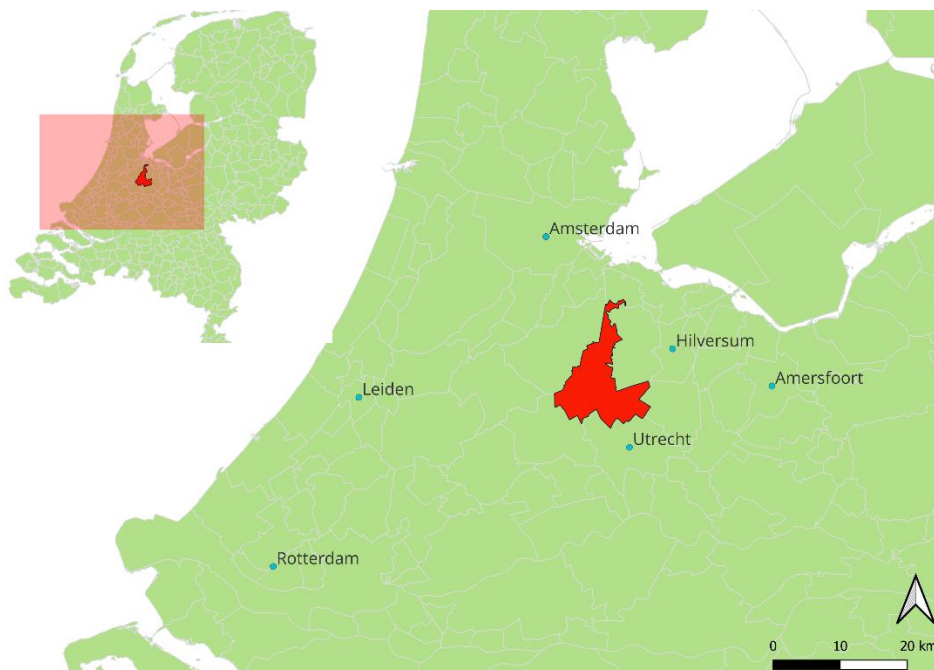 Amsterdam
Hilversum
Amersfoort
Leiden
Utrecht
Rotterdam
0 10 20 km